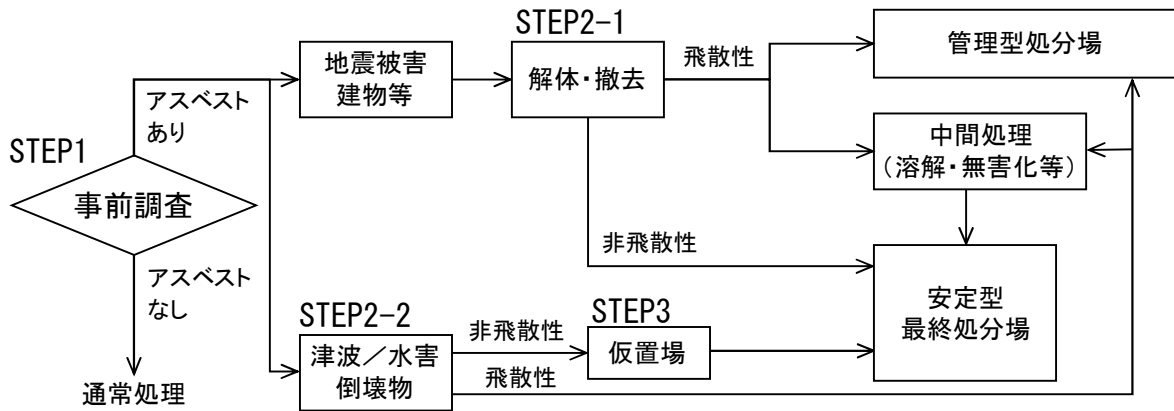 STEP1
事前調査
アスベスト
あり
アスベスト
なし
通常処理
地震被害
建物等
STEP2-1
解体・撤去
飛散性
非飛散性
管理型処分場
中間処理
（溶解・無害化等）
安定型
最終処分場
STEP2-2
津波／水害
倒壊物
非飛散性
飛散性
STEP3
仮置場